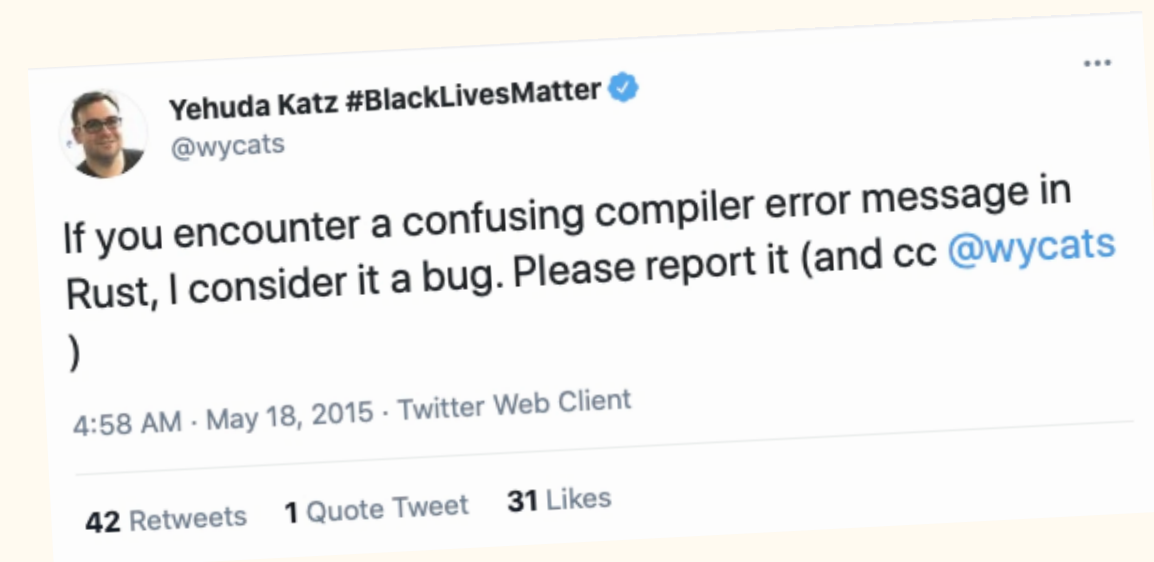 Yehuda Katz #BlackLivesMatter
@wycats
If you encounter a confusing compiler error message in
Rust, I consider it a bug. Please report it (and cc @wycats
)
4:58 AM · May 18, 2015 · Twitter Web Client
42 Retweets 1 Quote Tweet 31 Likes